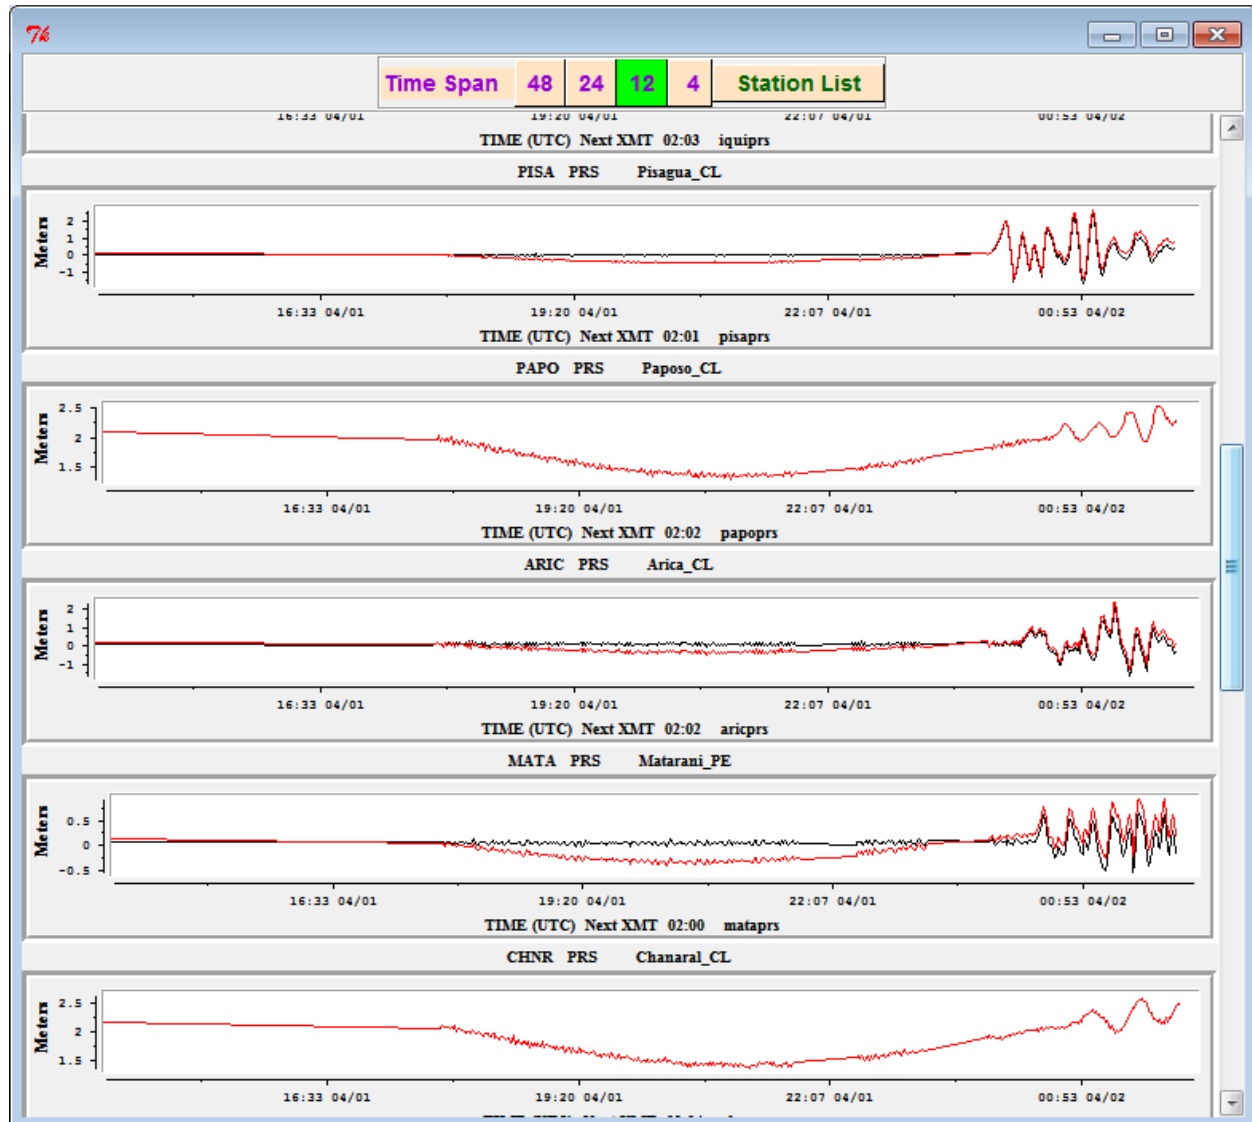 Tk
Time Span 48 24 12 4 Station List
16:33 04/01 19:20 04/01 22:07 04/01 00:53 04/02
TIME (UTC) Next XMT 02:03 iquiprs
PISA PRS Pisagua_CL
Meters
2
1
0
-1
16:33 04/01 19:20 04/01 22:07 04/01 00:53 04/02
TIME (UTC) Next XMT 02:01 pisaprs
PAPO PRS Paposo_CL
Meters
2.5
2
1.5
16:33 04/01 19:20 04/01 22:07 04/01 00:53 04/02
TIME (UTC) Next XMT 02:02 papoprs
ARIC PRS Arica_CL
Meters
2
1
0
-1
16:33 04/01 19:20 04/01 22:07 04/01 00:53 04/02
TIME (UTC) Next XMT 02:02 aricprs
MATA PRS Matarani_PE
Meters
0.5
0
-0.5
16:33 04/01 19:20 04/01 22:07 04/01 00:53 04/02
TIME (UTC) Next XMT 02:00 mataprs
CHNR PRS Chanaral_CL
Meters
2.5
2
1.5
16:33 04/01 19:20 04/01 22:07 04/01 00:53 04/02